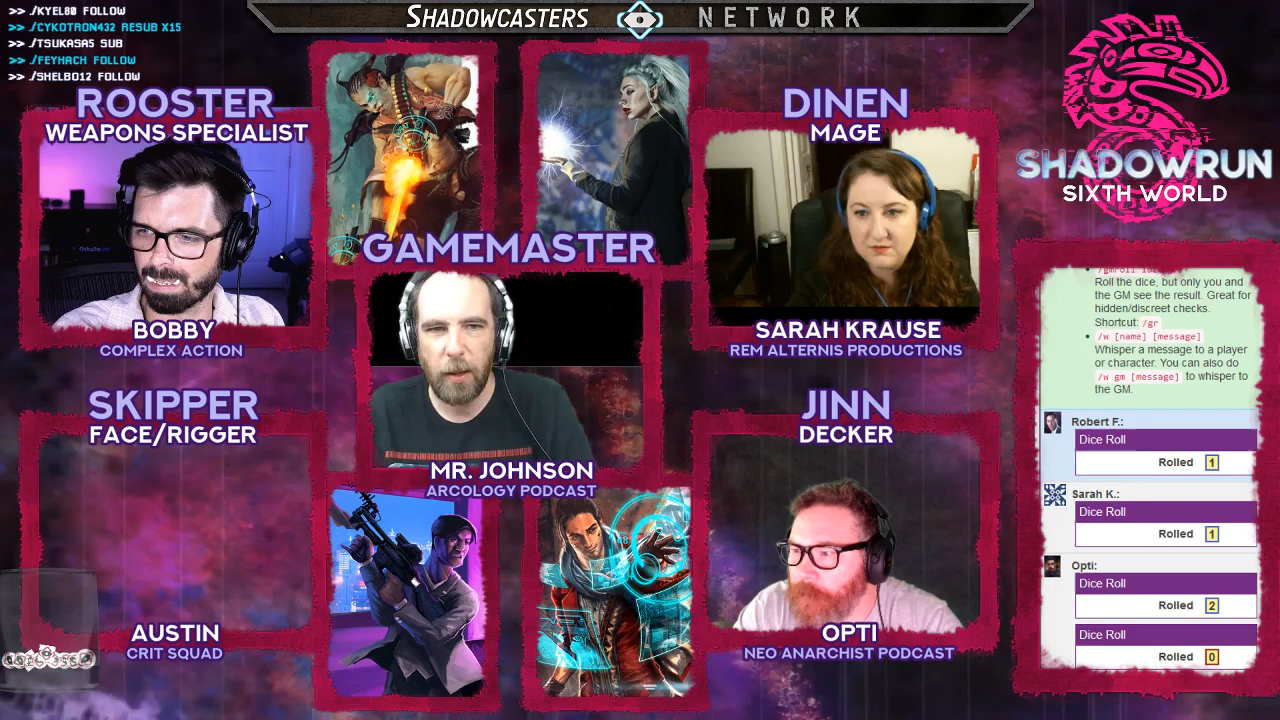 >> ./KYEL80 FOLLOW
>> ./CYKOTRON432 RESUB X15
>> ./TSUKASA5 SUB
>> ./FEYHACH FOLLOW
>> ./SHELBO12 FOLLOW
SHADOWCASTERS NETWORK
ROOSTER
WEAPONS SPECIALIST
BOBBY
COMPLEX ACTION
GAMEMASTER
MR. JOHNSON
ARCOLOGY PODCAST
DINEN
MAGE
SARAH KRAUSE
REM ALTERNIS PRODUCTIONS
SKIPPER
FACE/RIGGER
AUSTIN
CRIT SQUAD
JINN
DECKER
OPTI
NEO ANARCHIST PODCAST
SHADOWRUN
SIXTH WORLD
Roll the dice, but only you and
the GM see the result. Great for
hidden/discreet checks.
Shortcut: /gr
/w [name] [message]
Whisper a message to a player
or character. You can also do
/w gm [message] to whisper to
the GM.
Robert F.:
Dice Roll
Rolled 1
Sarah K.:
Dice Roll
Rolled 1
Opti:
Dice Roll
Rolled 2
Dice Roll
Rolled 0